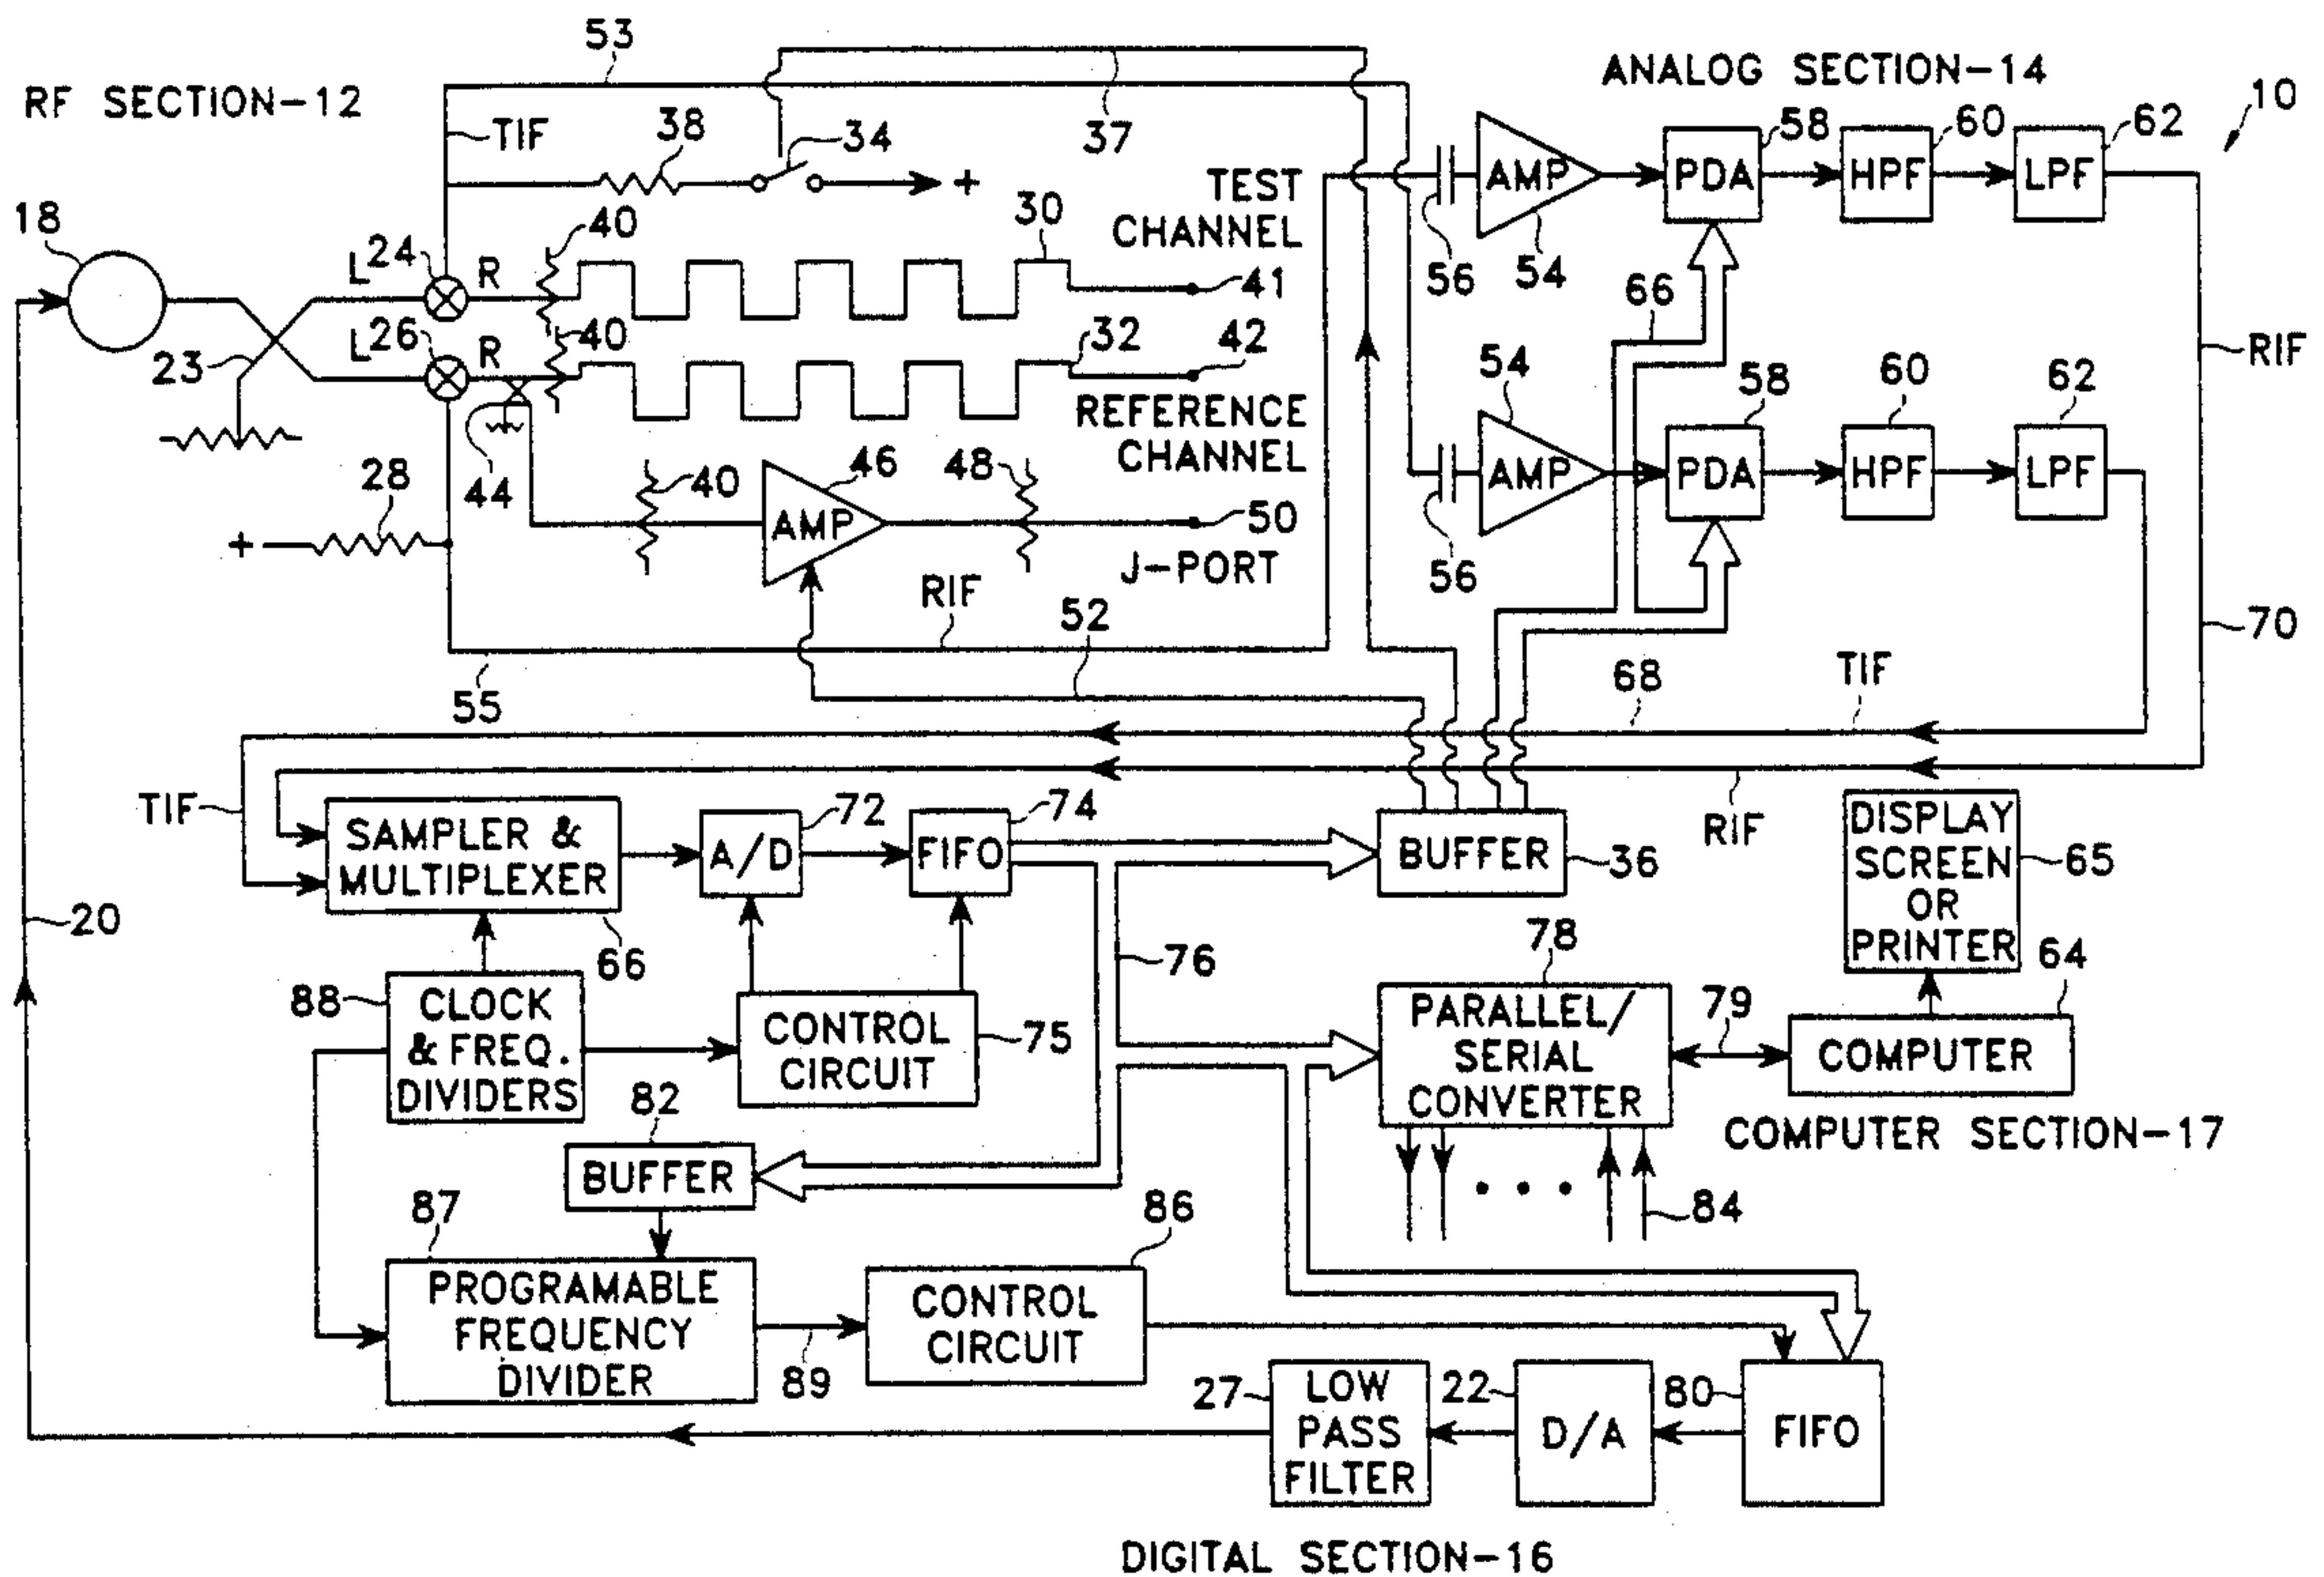 53
RF SECTION-12
ANALOG SECTION-14
10
TIF
38
34
37
58
60
62
+
AMP
PDA
HPF
LPF
TEST
CHANNEL
18
40
30
L
24
R
56
54
66
41
L
26
R
40
32
42
RIF
23
54
58
60
62
REFERENCE
CHANNEL
44
40
46
48
AMP
PDA
HPF
LPF
28
AMP
50
+
J-PORT
56
RIF
52
70
55
68
TIF
TIF
72
74
RIF
SAMPLER &
MULTIPLEXER
A/D
FIFO
BUFFER
36
DISPLAY
SCREEN
OR
PRINTER
65
20
66
76
78
64
88
CLOCK
& FREQ.
DIVIDERS
CONTROL
CIRCUIT
75
PARALLEL/
SERIAL
CONVERTER
79
COMPUTER
82
COMPUTER SECTION-17
BUFFER
84
87
86
PROGRAMABLE
FREQUENCY
DIVIDER
89
CONTROL
CIRCUIT
27
LOW
PASS
FILTER
22
D/A
80
FIFO
DIGITAL SECTION-16